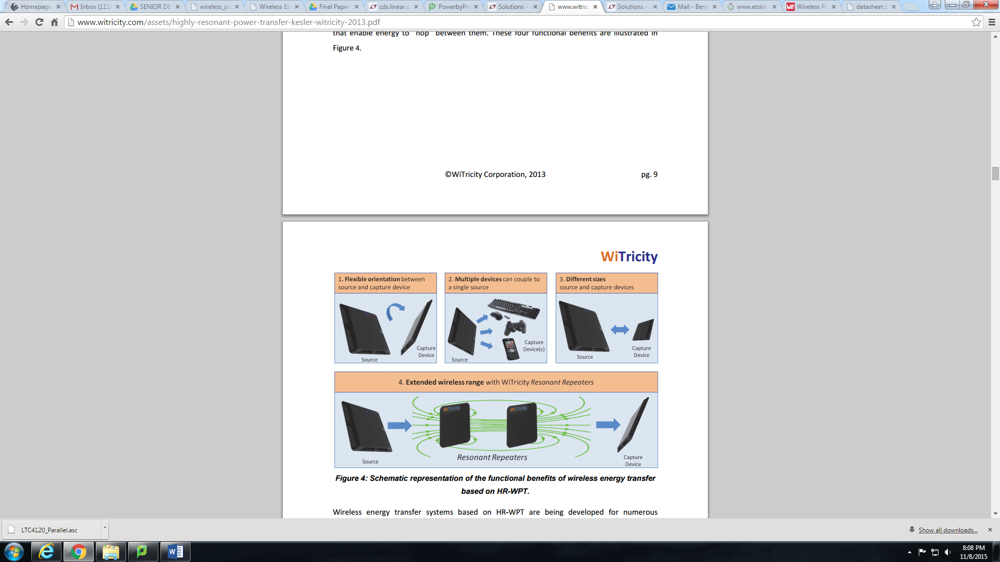 Homepage
Inbox (111)
SENIOR DE
wireless_po
Wireless En
Final Paper
cds.linear.c
PowerbyPr
Solutions -
www.witrici
Solutions -
Mail - Benj
www.etsist.
Wireless Po
datasheet.p
www.witricity.com/assets/highly-resonant-power-transfer-kesler-witricity-2013.pdf
that enable energy to "hop" between them. These four functional benefits are illustrated in
Figure 4.
©WiTricity Corporation, 2013 pg. 9
WiTricity
1. Flexible orientation between
source and capture device
Source
Capture
Device
2. Multiple devices can couple to
a single source
Source
Capture
Device(s)
3. Different sizes
source and capture devices
Source
Capture
Device
4. Extended wireless range with WiTricity Resonant Repeaters
WiTricity
WiTricity
Source
Resonant Repeaters
Capture
Device
Figure 4: Schematic representation of the functional benefits of wireless energy transfer
based on HR-WPT.
Wireless energy transfer systems based on HR-WPT are being developed for numerous
LTC4120_Parallel.asc
Show all downloads...
8:08 PM
11/8/2015